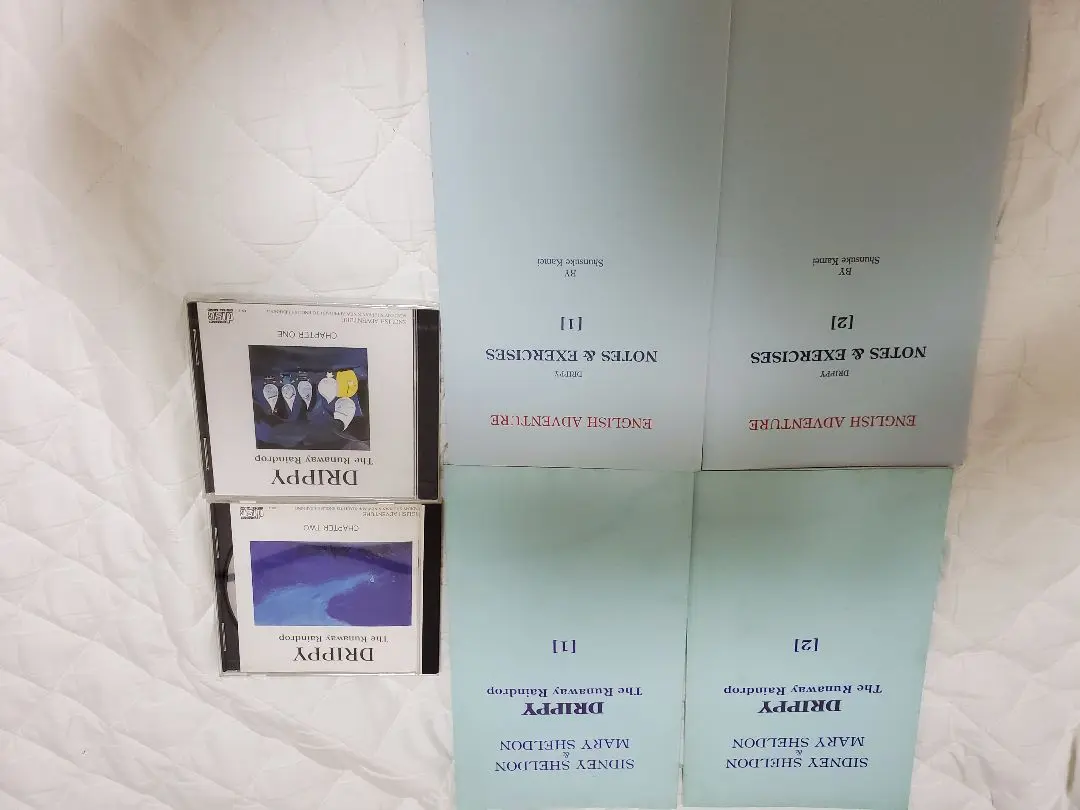 DRIPPY
The Runaway Raindrop
CHAPTER ONE
ENGLISH ADVENTURE
DRIPPY
The Runaway Raindrop
CHAPTER TWO
ENGLISH ADVENTURE
DRIPPY
NOTES & EXERCISES
[1]
BY
Shunsuke Kamei
ENGLISH ADVENTURE
DRIPPY
NOTES & EXERCISES
[2]
BY
Shunsuke Kamei
SIDNEY SHELDON
&
MARY SHELDON
DRIPPY
The Runaway Raindrop
[1]
SIDNEY SHELDON
&
MARY SHELDON
DRIPPY
The Runaway Raindrop
[2]